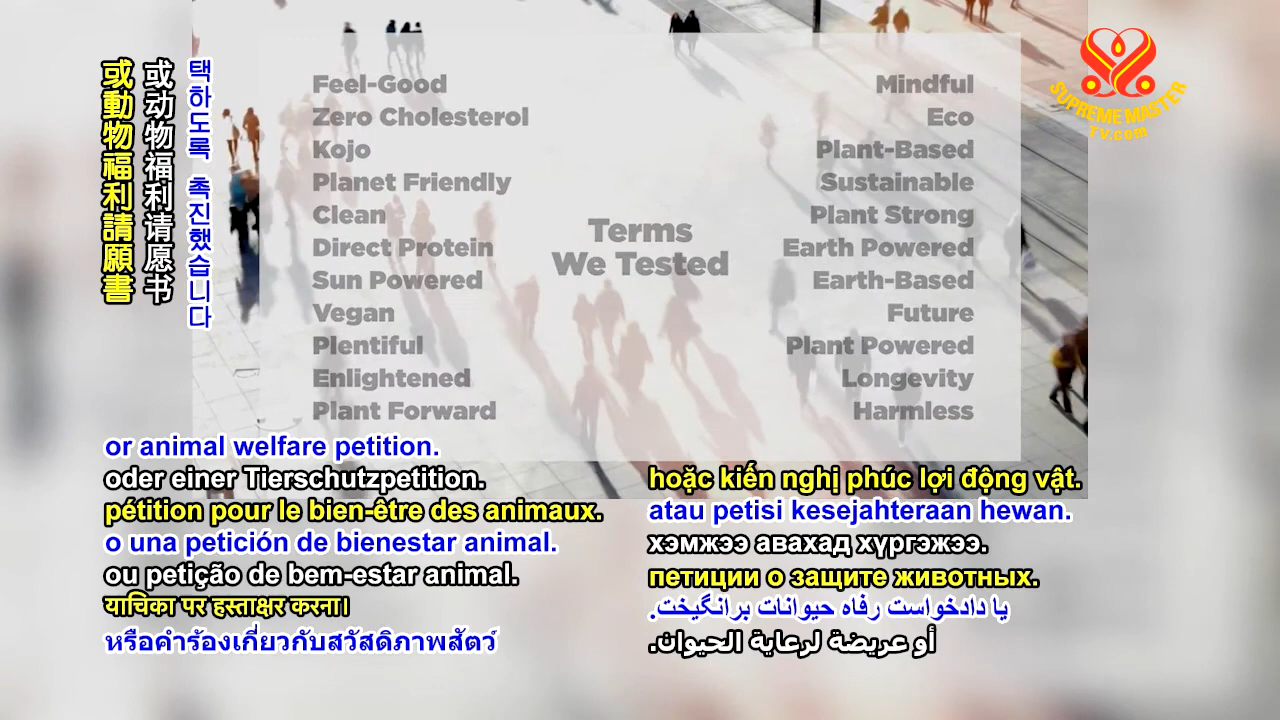 或動物福利請願書
或动物福利请愿书
택하도록 촉진했습니다
SUPREME MASTER
TV.com
Feel-Good
Zero Cholesterol
Kojo
Planet Friendly
Clean
Direct Protein
Sun Powered
Vegan
Plentiful
Enlightened
Plant Forward
Terms
We Tested
Mindful
Eco
Plant-Based
Sustainable
Plant Strong
Earth Powered
Earth-Based
Future
Plant Powered
Longevity
Harmless
or animal welfare petition.
oder einer Tierschutzpetition.
pétition pour le bien-être des animaux.
o una petición de bienestar animal.
ou petição de bem-estar animal.
याचिका पर हस्ताक्षर करना।
หรือคำร้องเกี่ยวกับสวัสดิภาพสัตว์
hoặc kiến nghị phúc lợi động vật.
atau petisi kesejahteraan hewan.
хэмжээ авахад хүргэжээ.
петиции о защите животных.
یا دادخواست رفاه حیوانات برانگیخت.
أو عريضة لرعاية الحيوان.